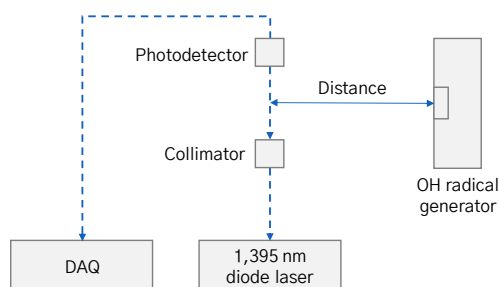 Photodetector
Distance
Collimator
OH radical
generator
DAQ
1,395 nm
diode laser